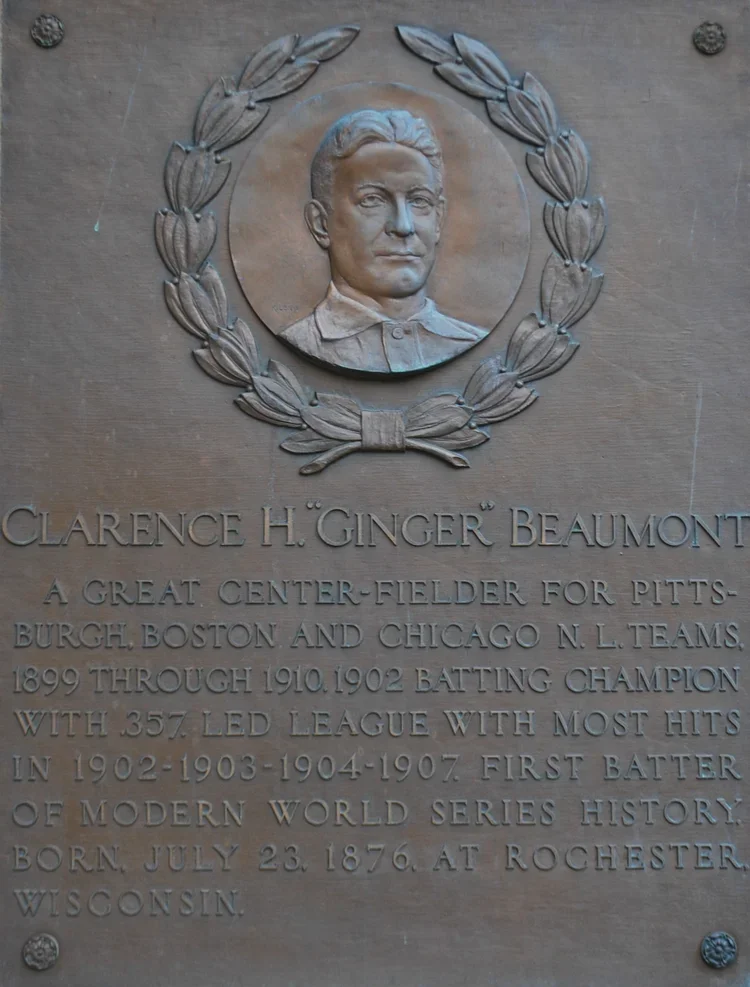 CLARENCE H. "GINGER" BEAUMONT
A GREAT CENTER-FIELDER FOR PITTS-
BURGH, BOSTON AND CHICAGO N. L. TEAMS,
1899 THROUGH 1910. 1902 BATTING CHAMPION
WITH .357. LED LEAGUE WITH MOST HITS
IN 1902-1903-1904-1907. FIRST BATTER
OF MODERN WORLD SERIES HISTORY.
BORN, JULY 23, 1876, AT ROCHESTER,
WISCONSIN.